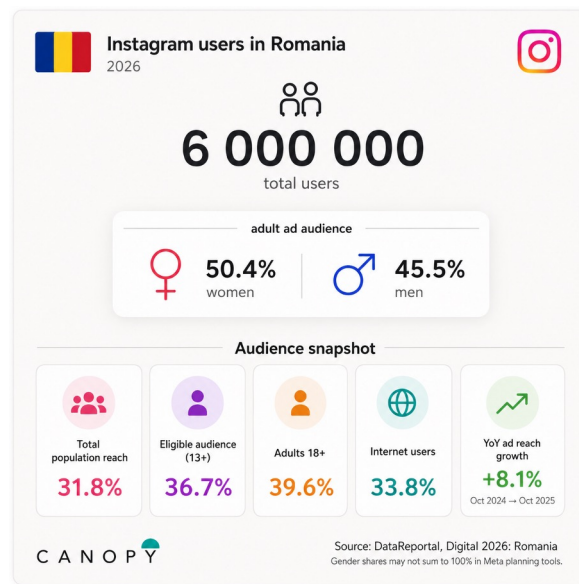 Instagram users in Romania
2026
6 000 000
total users
adult ad audience
50.4%
women
45.5%
men
Audience snapshot
Total
population reach
31.8%
Eligible audience
(13+)
36.7%
Adults 18+
39.6%
Internet users
33.8%
YoY ad reach
growth
+8.1%
Oct 2024 → Oct 2025
CANOPY
Source: DataReportal, Digital 2026: Romania
Gender shares may not sum to 100% in Meta planning tools.